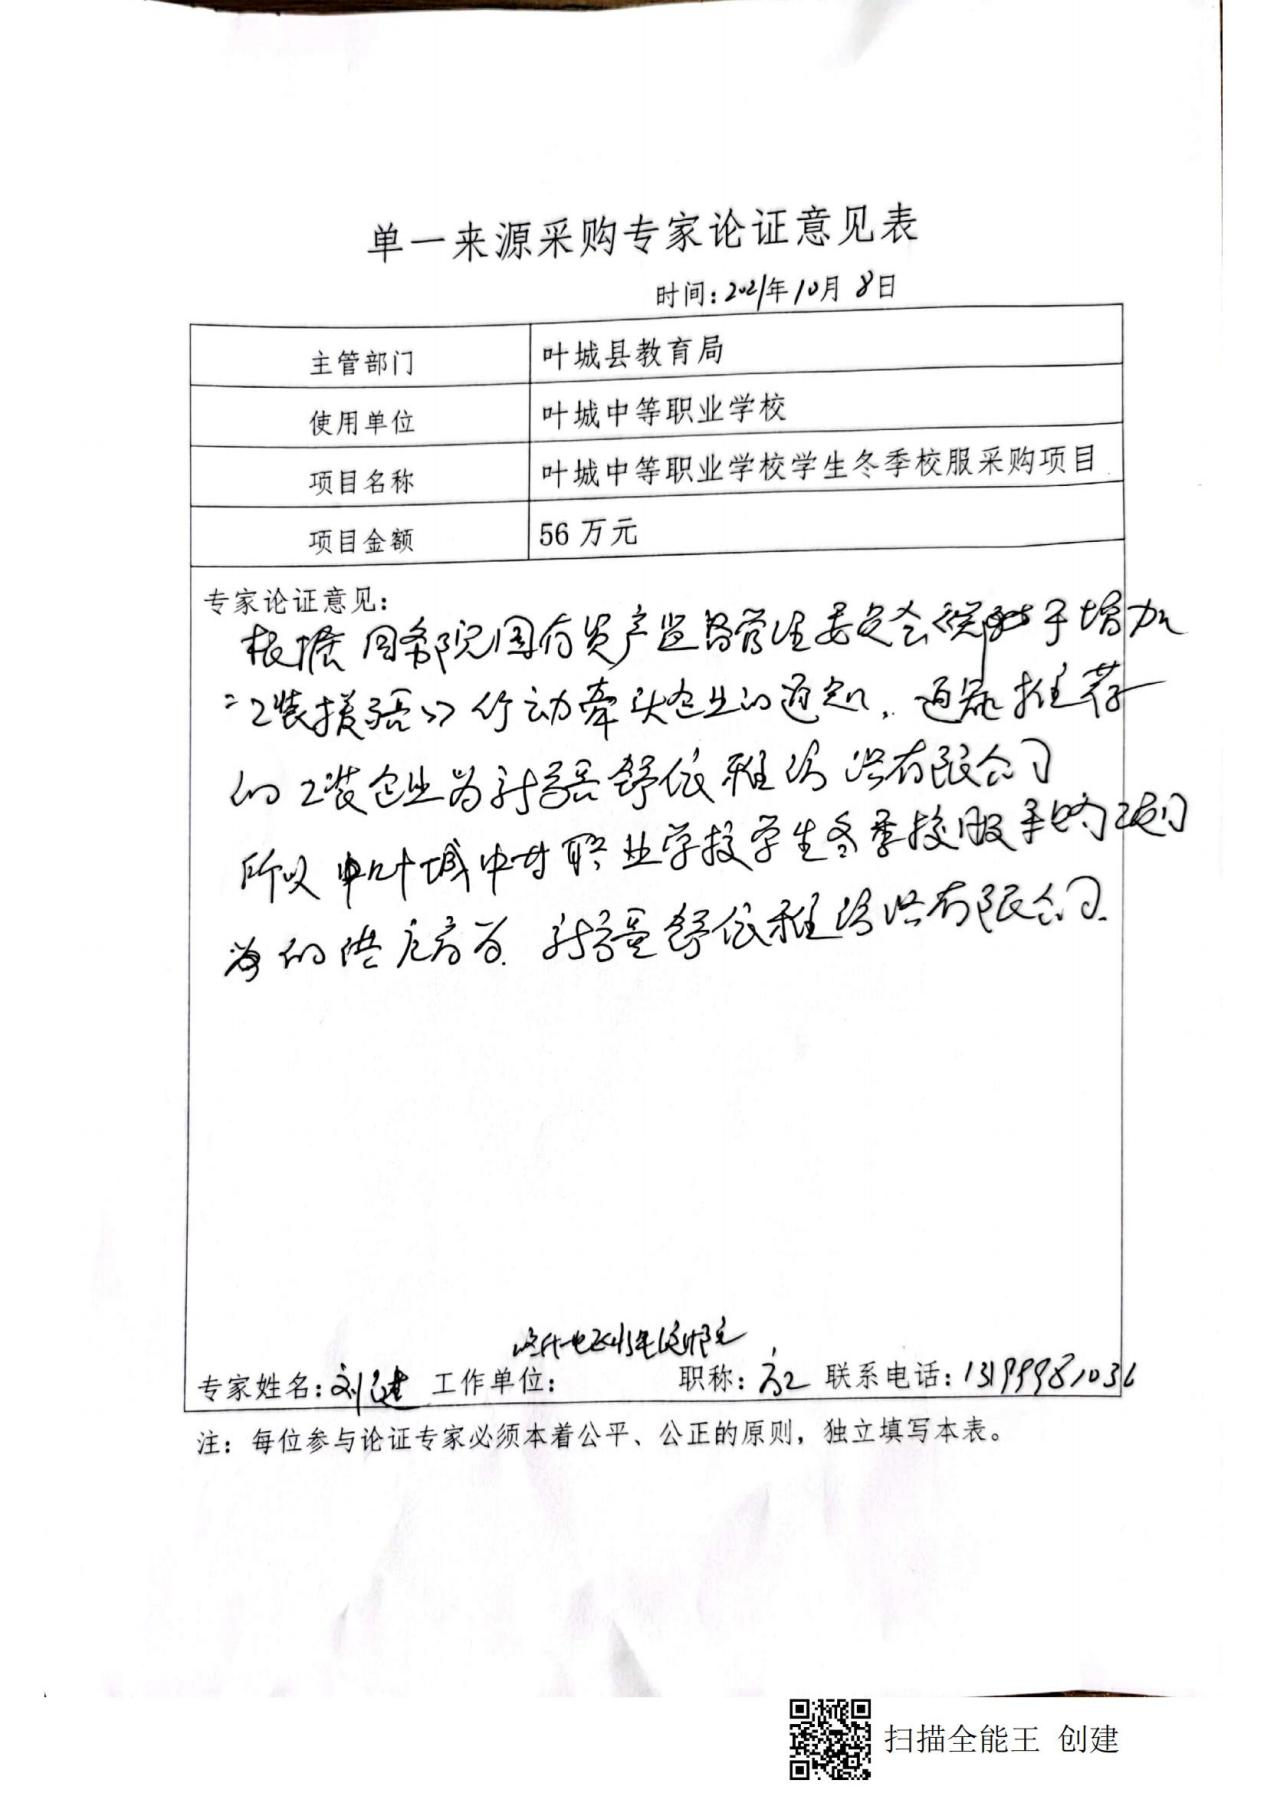 单一来源采购专家论证意见表
时间:2021年10月8日
主管部门 叶城县教育局
使用单位 叶城中等职业学校
项目名称 叶城中等职业学校学生冬季校服采购项目
项目金额 56万元
专家论证意见:
根据国务院国有资产监督管理委员会 于增加
“工装援疆”行动牵头企业的通知,通知推荐
的工装企业为新疆舒依雅纺织有限公司
所以 叶城中等职业学校学生冬季校服采购项目
的供应商为 新疆舒依雅纺织有限公司.
专家姓名:刘建 工作单位: 职称:高工 联系电话:13199981036
注:每位参与论证专家必须本着公平、公正的原则,独立填写本表。
扫描全能王 创建